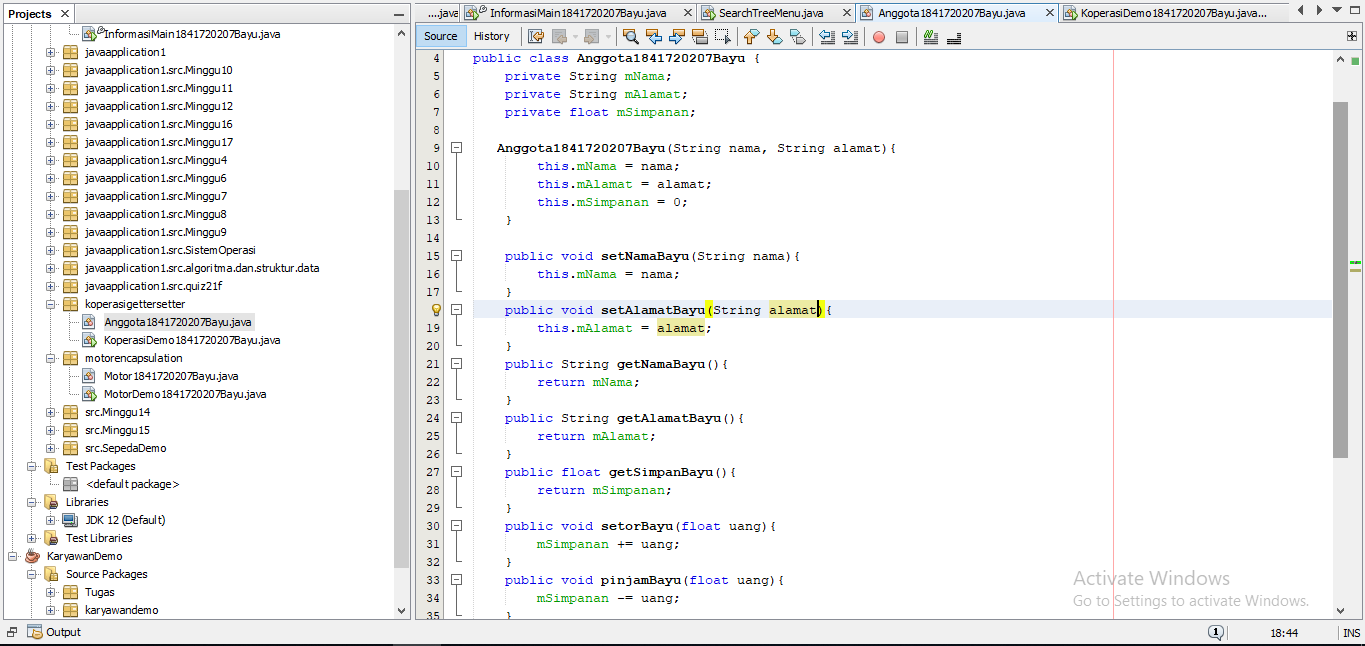 Projects
InformasiMain1841720207Bayu.java
javaapplication1
javaapplication1.src.Minggu10
javaapplication1.src.Minggu11
javaapplication1.src.Minggu12
javaapplication1.src.Minggu16
javaapplication1.src.Minggu17
javaapplication1.src.Minggu4
javaapplication1.src.Minggu6
javaapplication1.src.Minggu7
javaapplication1.src.Minggu8
javaapplication1.src.Minggu9
javaapplication1.src.SistemOperasi
javaapplication1.src.algoritma.dan.struktur.data
javaapplication1.src.quiz21f
koperasigettersetter
Anggota1841720207Bayu.java
KoperasiDemo1841720207Bayu.java
motorencapsulation
Motor1841720207Bayu.java
MotorDemo1841720207Bayu.java
src.Minggu14
src.Minggu15
src.SepedaDemo
Test Packages
<default package>
Libraries
JDK 12 (Default)
Test Libraries
KaryawanDemo
Source Packages
Tugas
karyawandemo
Output
....java InformasiMain1841720207Bayu.java SearchTreeMenu.java Anggota1841720207Bayu.java KoperasiDemo1841720207Bayu.java...
Source History
4 public class Anggota1841720207Bayu {
5 private String mNama;
6 private String mAlamat;
7 private float mSimpanan;
8
9 Anggota1841720207Bayu(String nama, String alamat){
10 this.mNama = nama;
11 this.mAlamat = alamat;
12 this.mSimpanan = 0;
13 }
14
15 public void setNamaBayu(String nama){
16 this.mNama = nama;
17 }
public void setAlamatBayu(String alamat){
19 this.mAlamat = alamat;
20 }
21 public String getNamaBayu(){
22 return mNama;
23 }
24 public String getAlamatBayu(){
25 return mAlamat;
26 }
27 public float getSimpanBayu(){
28 return mSimpanan;
29 }
30 public void setorBayu(float uang){
31 mSimpanan += uang;
32 }
33 public void pinjamBayu(float uang){
34 mSimpanan -= uang;
35 }
Activate Windows
Go to Settings to activate Windows.
1 18:44 INS